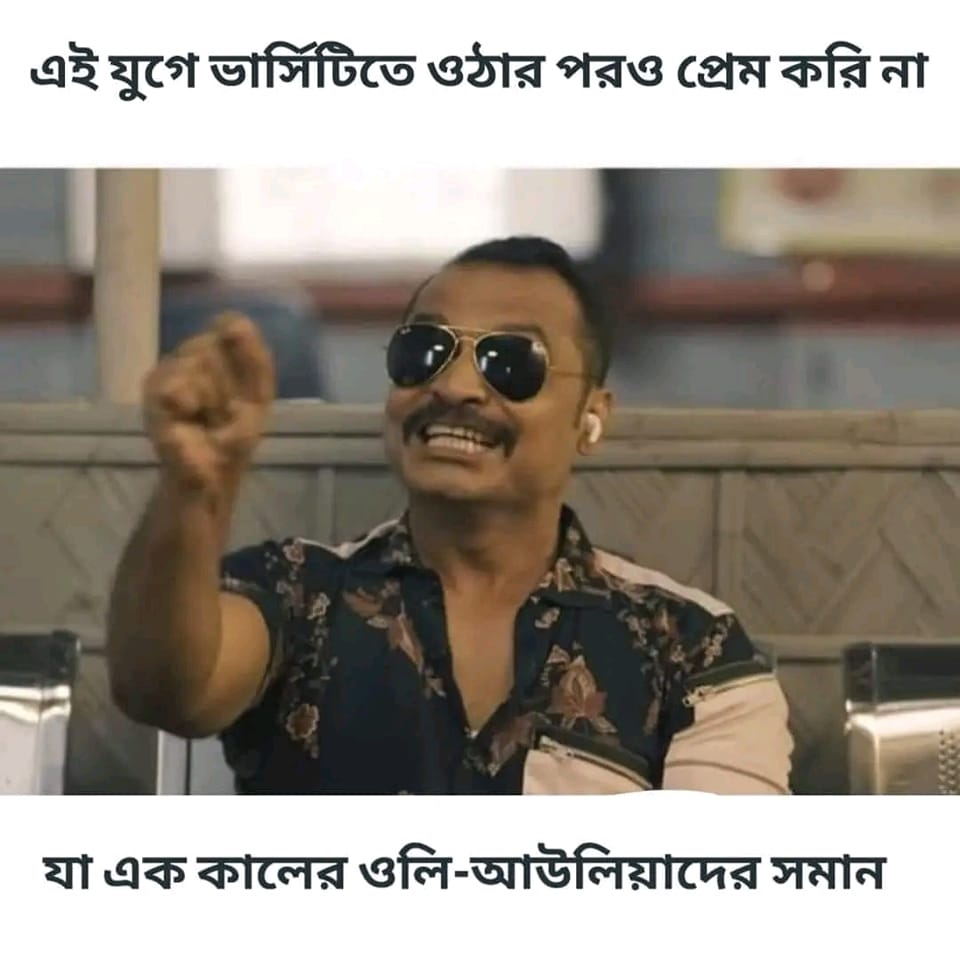 এই যুগে ভার্সিটিতে ওঠার পরও প্রেম করি না
যা এক কালের ওলি-আউলিয়াদের সমান